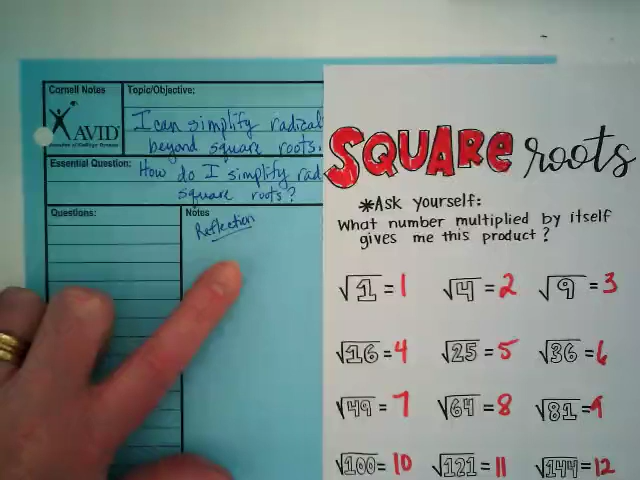 Cornell Notes
Topic/Objective:
AVID
I can simplify radical
beyond square roots.
Essential Question:
How do I simplify rad
square roots?
Questions:
Notes
Reflection
SQUARE roots
*Ask yourself:
What number multiplied by itself
gives me this product?
√1 = 1 √4 = 2 √9 = 3
√16 = 4 √25 = 5 √36 = 6
√49 = 7 √64 = 8 √81 = 9
√100 = 10 √121 = 11 √144 = 12